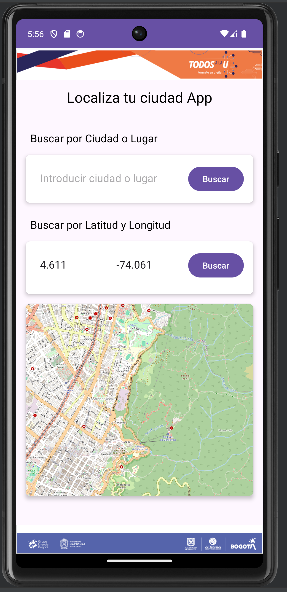 5:56
TODOS
U
Localiza tu ciudad App
Buscar por Ciudad o Lugar
Introducir ciudad o lugar
Buscar
Buscar por Latitud y Longitud
4.611
-74.061
Buscar
BOGOTÁ